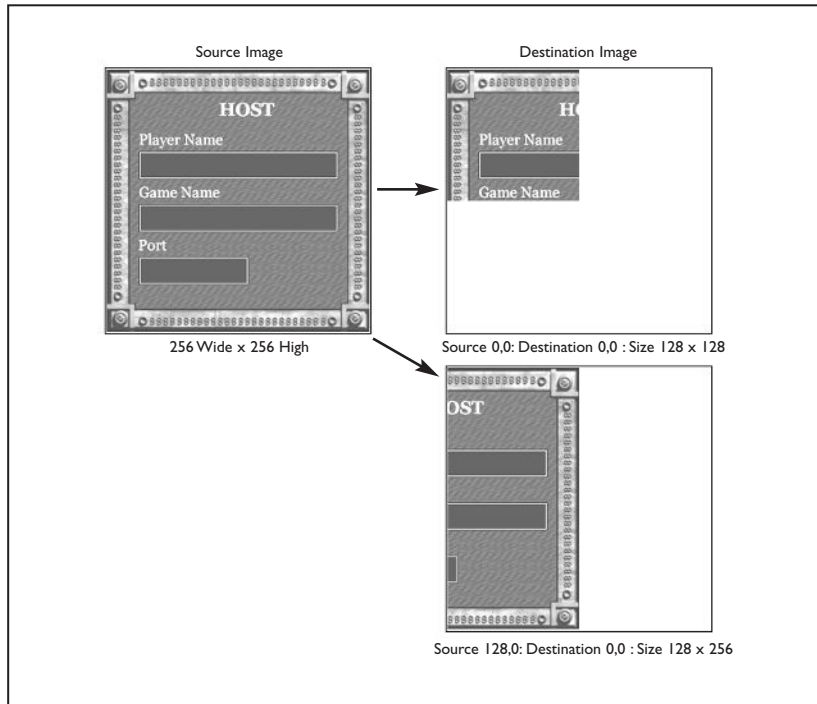 Source Image
Destination Image
HOST
Player Name
Game Name
Port
256 Wide x 256 High
HO
Player Name
Game Name
Source 0,0: Destination 0,0 : Size 128 x 128
OST
Source 128,0: Destination 0,0 : Size 128 x 256